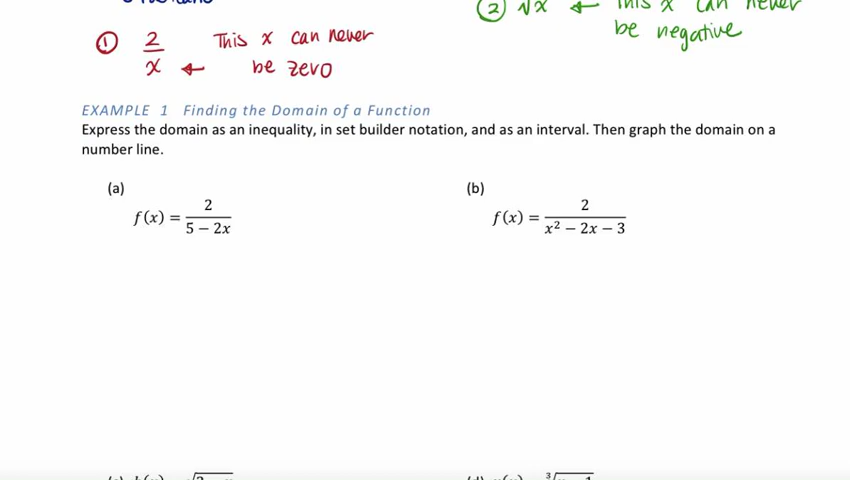 ② √x ← This x can never
be negative
① 2/x ← This x can never
be zero
EXAMPLE 1 Finding the Domain of a Function
Express the domain as an inequality, in set builder notation, and as an interval. Then graph the domain on a
number line.
(a)
f(x) = 2/(5 − 2x)
(b)
f(x) = 2/(x² − 2x − 3)